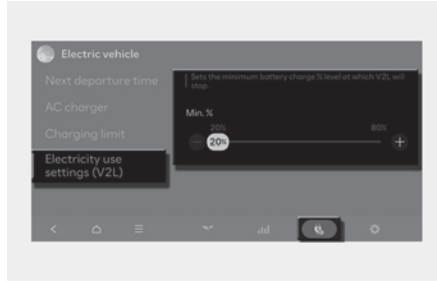 Electric vehicle
Next departure time
AC charger
Charging limit
Electricity use
settings (V2L)
Sets the minimum battery charge % level at which V2L will
stop.
Min. %
20%
80%
20%